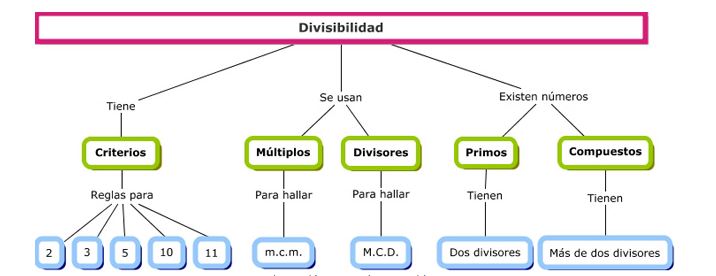 Divisibilidad
Tiene
Se usan
Existen números
Criterios
Múltiplos
Divisores
Primos
Compuestos
Reglas para
Para hallar
Para hallar
Tienen
Tienen
2
3
5
10
11
m.c.m.
M.C.D.
Dos divisores
Más de dos divisores